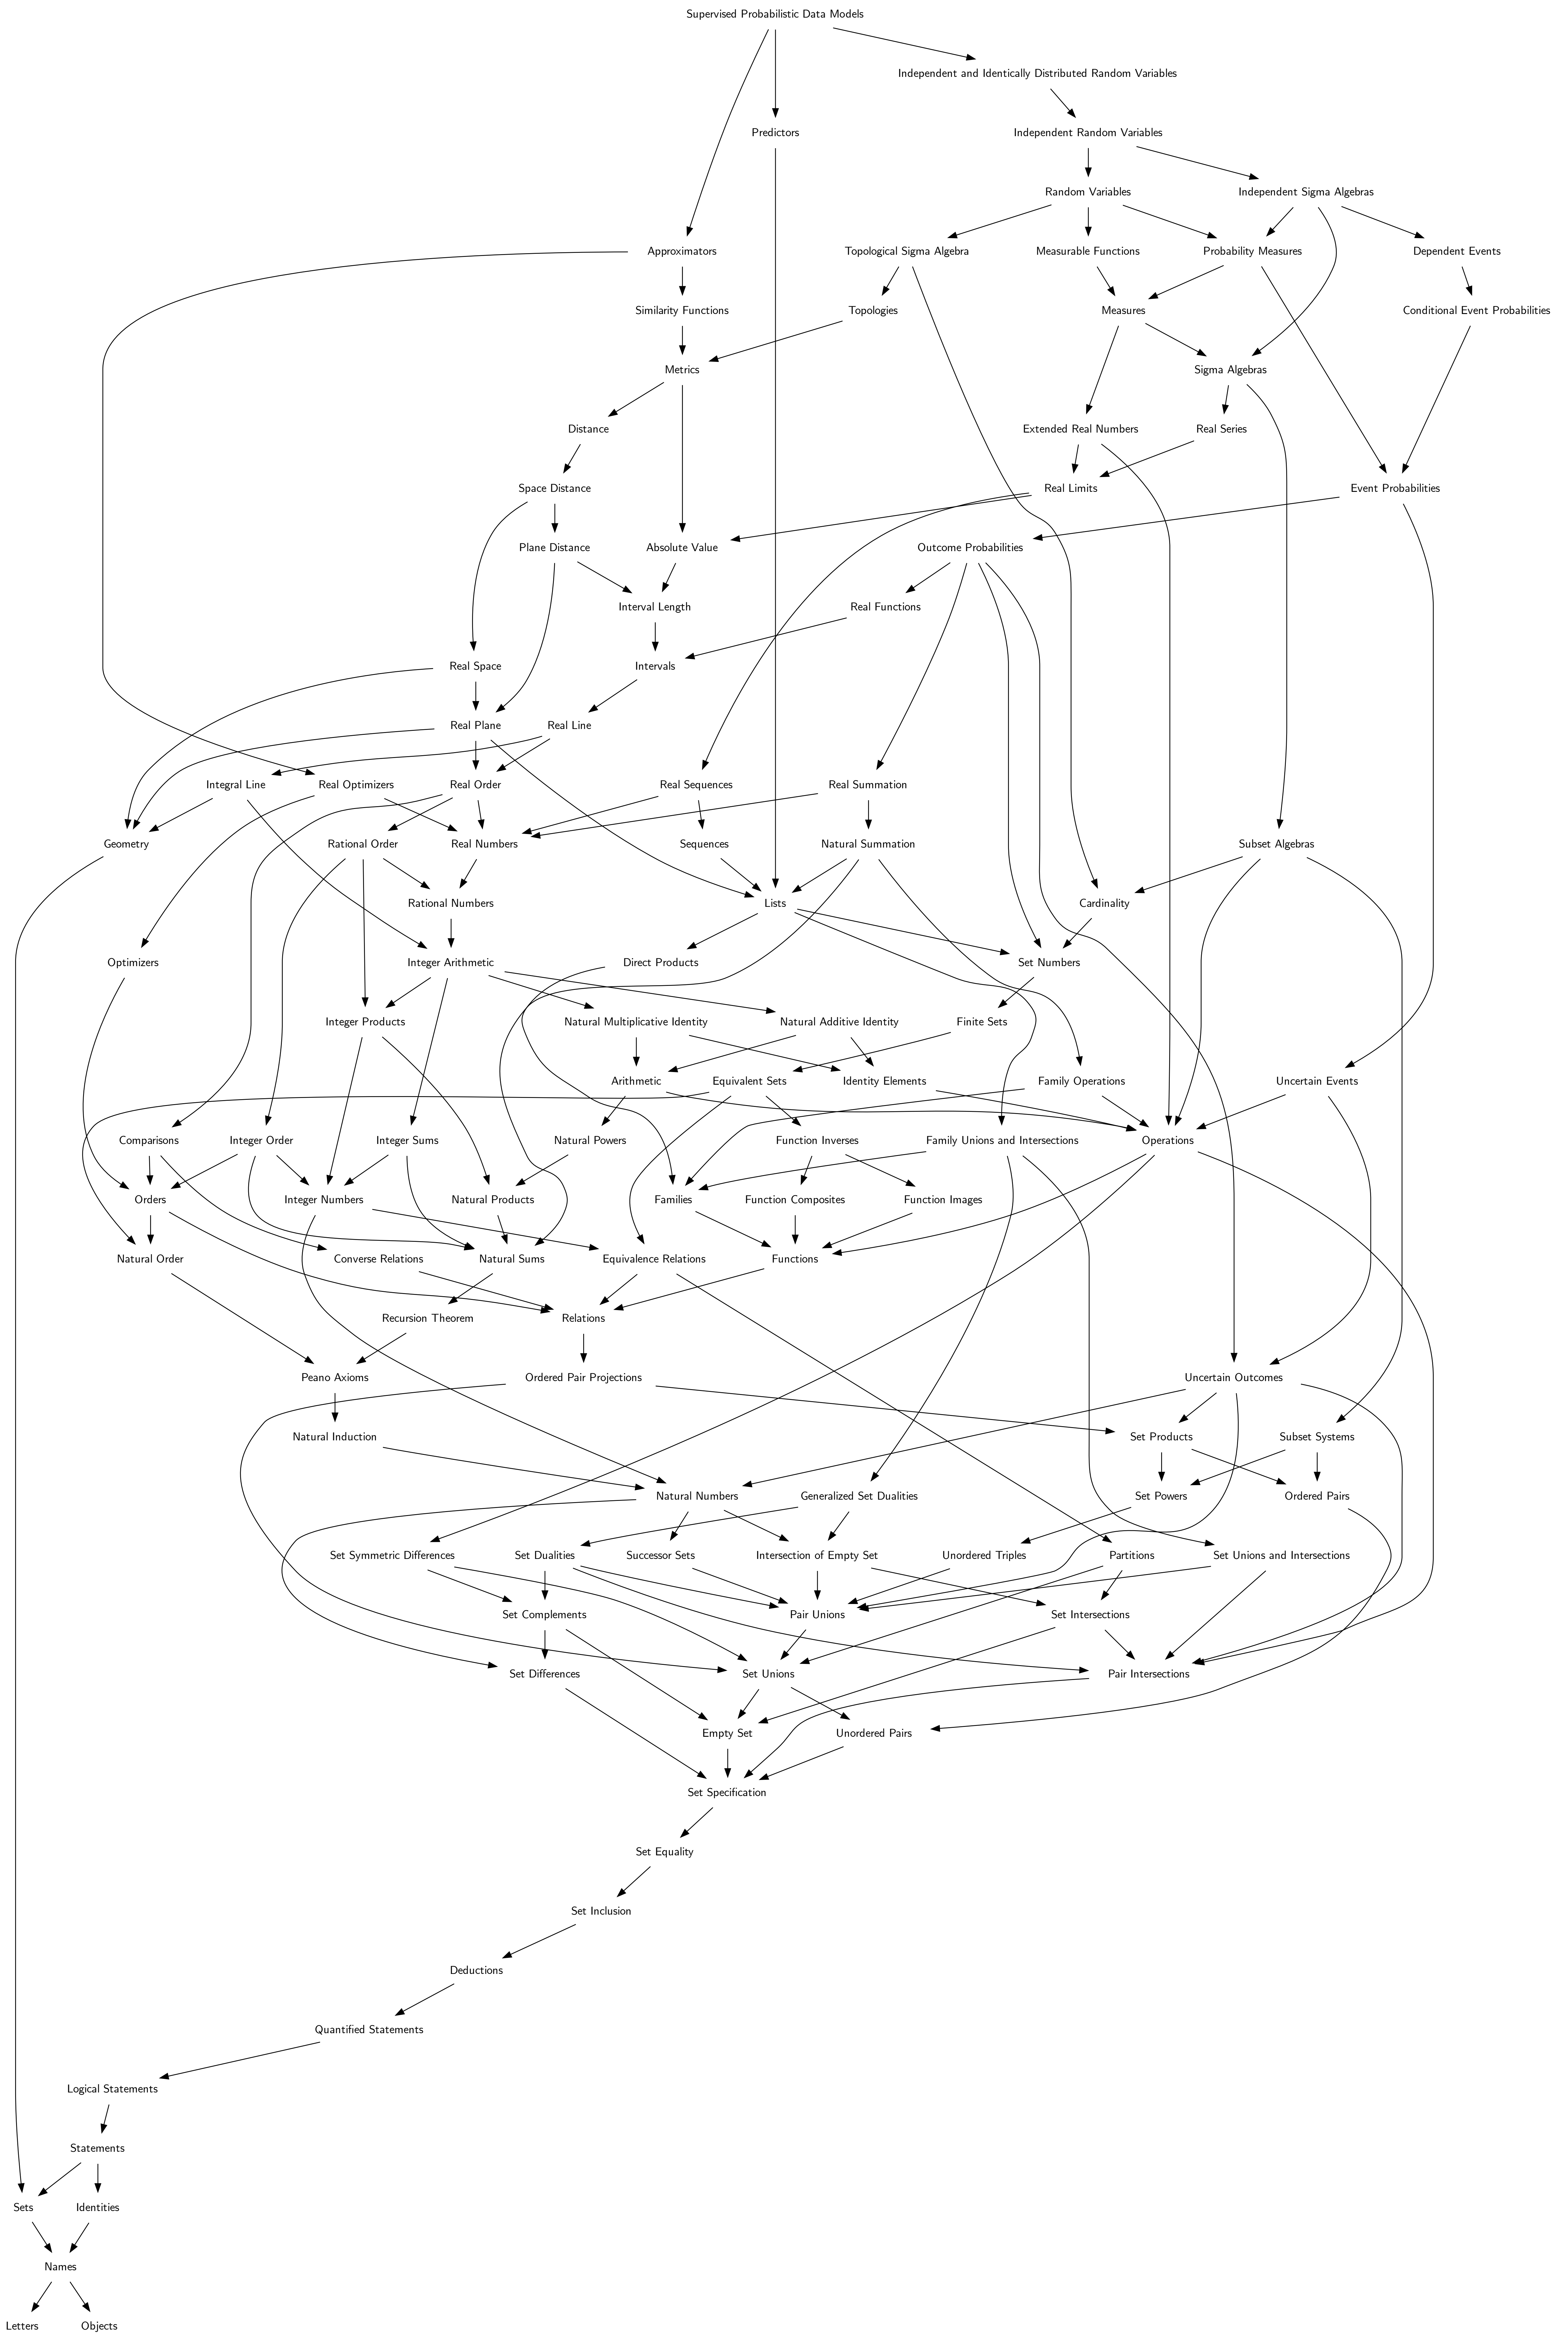 Supervised Probabilistic Data Models
Independent and Identically Distributed Random Variables
Predictors
Independent Random Variables
Random Variables
Independent Sigma Algebras
Approximators
Topological Sigma Algebra
Measurable Functions
Probability Measures
Dependent Events
Similarity Functions
Topologies
Measures
Conditional Event Probabilities
Metrics
Sigma Algebras
Distance
Extended Real Numbers
Real Series
Space Distance
Real Limits
Event Probabilities
Plane Distance
Absolute Value
Outcome Probabilities
Interval Length
Real Functions
Real Space
Intervals
Real Plane
Real Line
Integral Line
Real Optimizers
Real Order
Real Sequences
Real Summation
Geometry
Rational Order
Real Numbers
Sequences
Natural Summation
Subset Algebras
Rational Numbers
Lists
Cardinality
Optimizers
Integer Arithmetic
Direct Products
Set Numbers
Integer Products
Natural Multiplicative Identity
Natural Additive Identity
Finite Sets
Arithmetic
Equivalent Sets
Identity Elements
Family Operations
Uncertain Events
Comparisons
Integer Order
Integer Sums
Natural Powers
Function Inverses
Family Unions and Intersections
Operations
Orders
Integer Numbers
Natural Products
Families
Function Composites
Function Images
Natural Order
Converse Relations
Natural Sums
Equivalence Relations
Functions
Recursion Theorem
Relations
Peano Axioms
Ordered Pair Projections
Uncertain Outcomes
Natural Induction
Set Products
Subset Systems
Natural Numbers
Generalized Set Dualities
Set Powers
Ordered Pairs
Set Symmetric Differences
Set Dualities
Successor Sets
Intersection of Empty Set
Unordered Triples
Partitions
Set Unions and Intersections
Set Complements
Pair Unions
Set Intersections
Set Differences
Set Unions
Pair Intersections
Empty Set
Unordered Pairs
Set Specification
Set Equality
Set Inclusion
Deductions
Quantified Statements
Logical Statements
Statements
Sets
Identities
Names
Letters
Objects